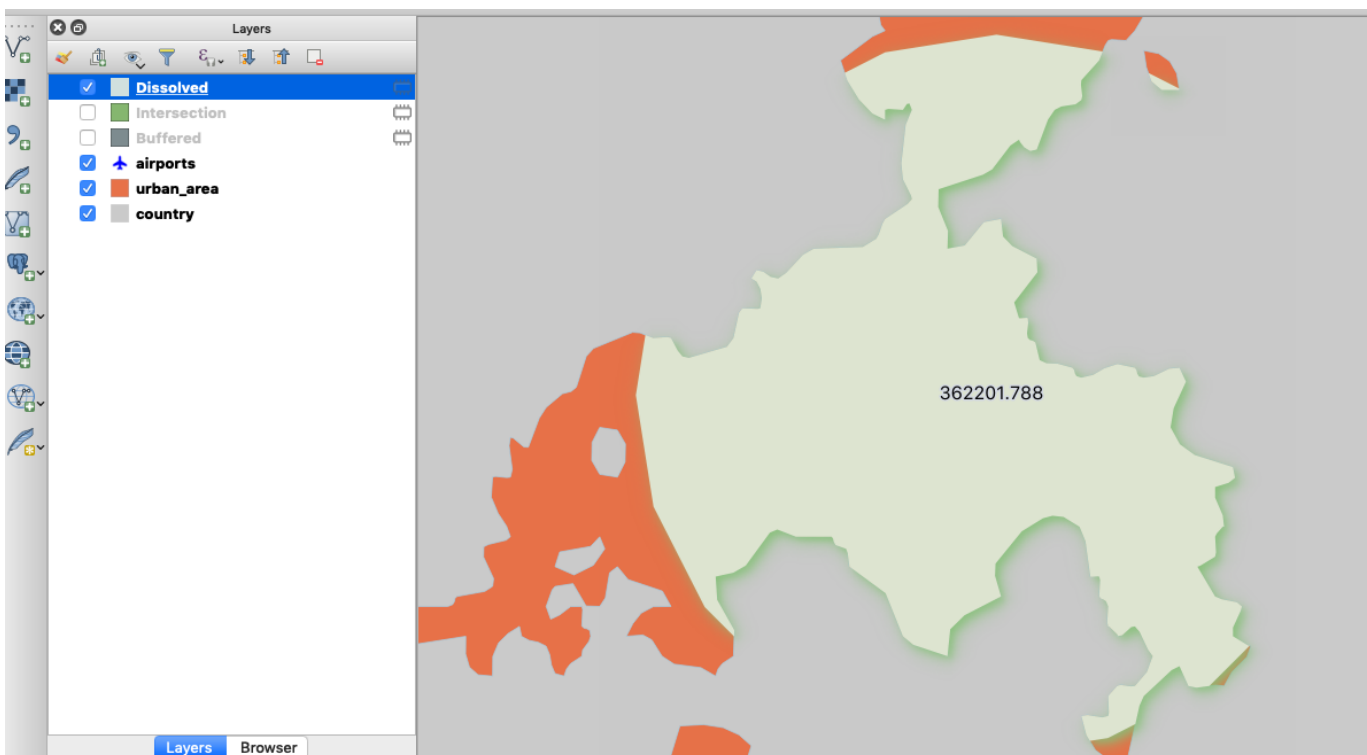 Layers
Dissolved
Intersection
Buffered
airports
urban_area
country
362201.788
Layers Browser